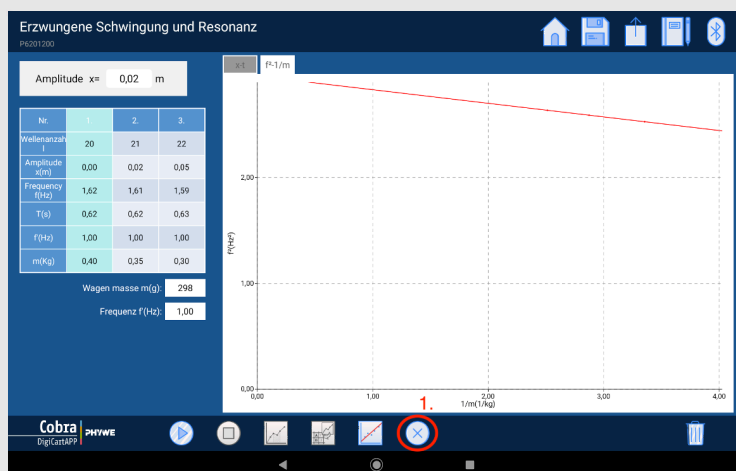 Erzwungene Schwingung und Resonanz
P6201200
Amplitude x= 0,02 m
x-t f²-1/m
Nr. 1. 2. 3.
Wellenanzahl 20 21 22
Amplitude x(m) 0,00 0,02 0,05
Frequency f(Hz) 1,62 1,61 1,59
T(s) 0,62 0,62 0,63
f'(Hz) 1,00 1,00 1,00
m(Kg) 0,40 0,35 0,30
Wagen masse m(g): 298
Frequenz f'(Hz): 1,00
f²(Hz²)
2,00
1,00
0,00
0,00 1,00 2,00 3,00 4,00
1/m(1/kg)
1.
Cobra PHYWE
DigiCartAPP